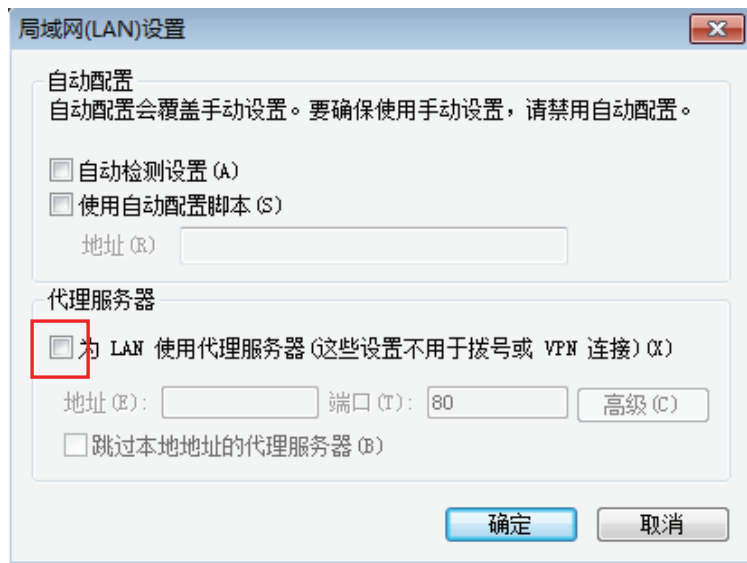 局域网(LAN)设置
自动配置
自动配置会覆盖手动设置。要确保使用手动设置，请禁用自动配置。
自动检测设置(A)
使用自动配置脚本(S)
地址(R)
代理服务器
为 LAN 使用代理服务器(这些设置不用于拨号或 VPN 连接)(X)
地址(E): 端口(T): 80 高级(C)
跳过本地地址的代理服务器(B)
确定 取消